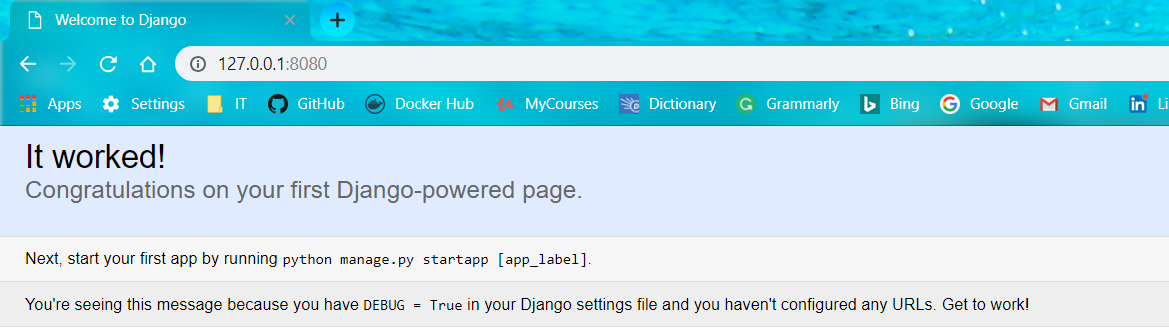 Welcome to Django
127.0.0.1:8080
Apps Settings IT GitHub Docker Hub MyCourses Dictionary Grammarly Bing Google Gmail Li
It worked!
Congratulations on your first Django-powered page.
Next, start your first app by running python manage.py startapp [app_label].
You're seeing this message because you have DEBUG = True in your Django settings file and you haven't configured any URLs. Get to work!